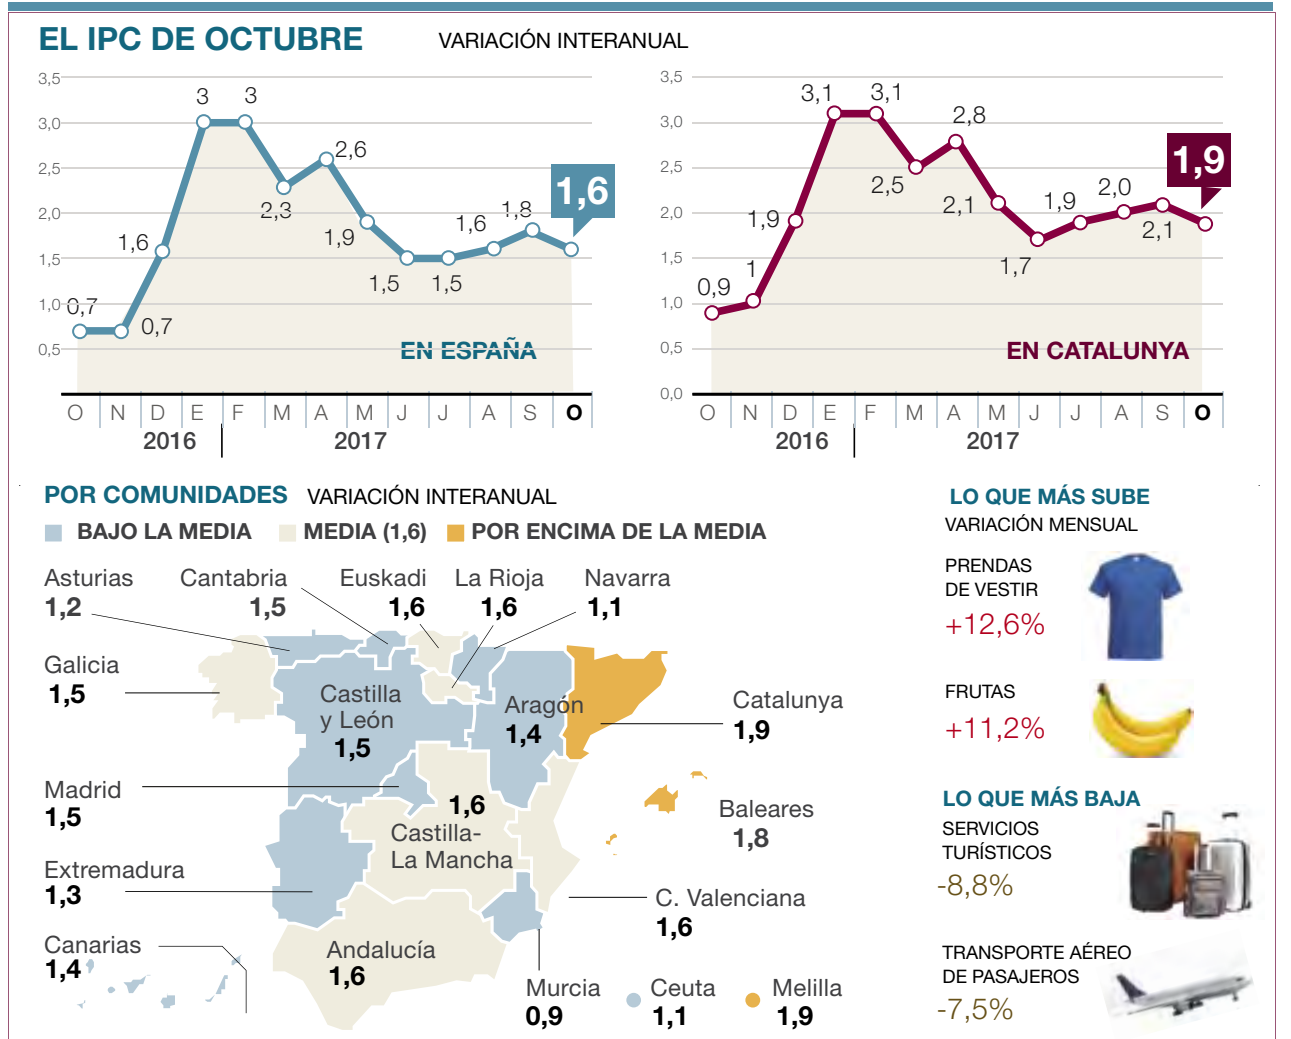 EL IPC DE OCTUBRE
VARIACIÓN INTERANUAL
3,5
3,0
2,5
2,0
1,5
1,0
0,5
0,7
0,7
1,6
3
3
2,3
2,6
1,9
1,5
1,5
1,6
1,8
1,6
EN ESPAÑA
O N D E F M A M J J A S O
2016 2017
3,5
3,0
2,5
2,0
1,5
1,0
0,5
0,0
0,9
1
1,9
3,1
3,1
2,5
2,8
2,1
1,7
1,9
2,0
2,1
1,9
EN CATALUNYA
O N D E F M A M J J A S O
2016 2017
POR COMUNIDADES VARIACIÓN INTERANUAL
BAJO LA MEDIA MEDIA (1,6) POR ENCIMA DE LA MEDIA
Asturias
1,2
Cantabria
1,5
Euskadi
1,6
La Rioja
1,6
Navarra
1,1
Galicia
1,5
Castilla
y León
1,5
Aragón
1,4
Catalunya
1,9
Madrid
1,5
1,6
Castilla-
La Mancha
Baleares
1,8
Extremadura
1,3
C. Valenciana
1,6
Canarias
1,4
Andalucía
1,6
Murcia
0,9
Ceuta
1,1
Melilla
1,9
LO QUE MÁS SUBE
VARIACIÓN MENSUAL
PRENDAS
DE VESTIR
+12,6%
FRUTAS
+11,2%
LO QUE MÁS BAJA
SERVICIOS
TURÍSTICOS
-8,8%
TRANSPORTE AÉREO
DE PASAJEROS
-7,5%